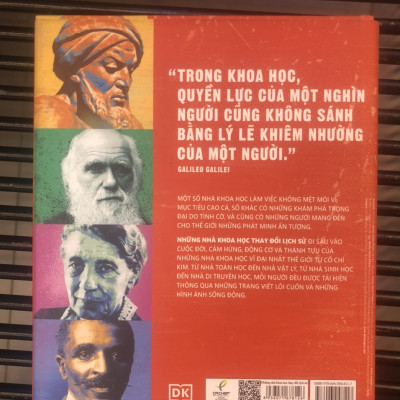 “TRONG KHOA HỌC,
QUYỀN LỰC CỦA MỘT NGHÌN
NGƯỜI CŨNG KHÔNG SÁNH
BẰNG LÝ LẼ KHIÊM NHƯỜNG
CỦA MỘT NGƯỜI.”
GALILEO GALILEI
MỘT SỐ NHÀ KHOA HỌC LÀM VIỆC KHÔNG MỆT MỎI VÌ
MỤC TIÊU CAO CẢ, SỐ KHÁC CÓ NHỮNG KHÁM PHÁ TRỌNG
ĐẠI DO TÌNH CỜ, VÀ CŨNG CÓ NHỮNG NGƯỜI MANG ĐẾN
CHO THẾ GIỚI NHỮNG PHÁT MINH ẤN TƯỢNG.
NHỮNG NHÀ KHOA HỌC THAY ĐỔI LỊCH SỬ ĐI SÂU VÀO
CUỘC ĐỜI, CẢM HỨNG, ĐỘNG CƠ VÀ THÀNH TỰU CỦA
NHỮNG NHÀ KHOA HỌC VĨ ĐẠI NHẤT THẾ GIỚI TỪ CỔ CHÍ
KIM, TỪ NHÀ TOÁN HỌC ĐẾN NHÀ VẬT LÝ, TỪ NHÀ SINH HỌC
ĐẾN NHÀ DI TRUYỀN HỌC, MỖI NGƯỜI ĐỀU ĐƯỢC TÁI HIỆN
THÔNG QUA NHỮNG TRANG VIẾT LÔI CUỐN VÀ NHỮNG
HÌNH ẢNH SỐNG ĐỘNG.
DK